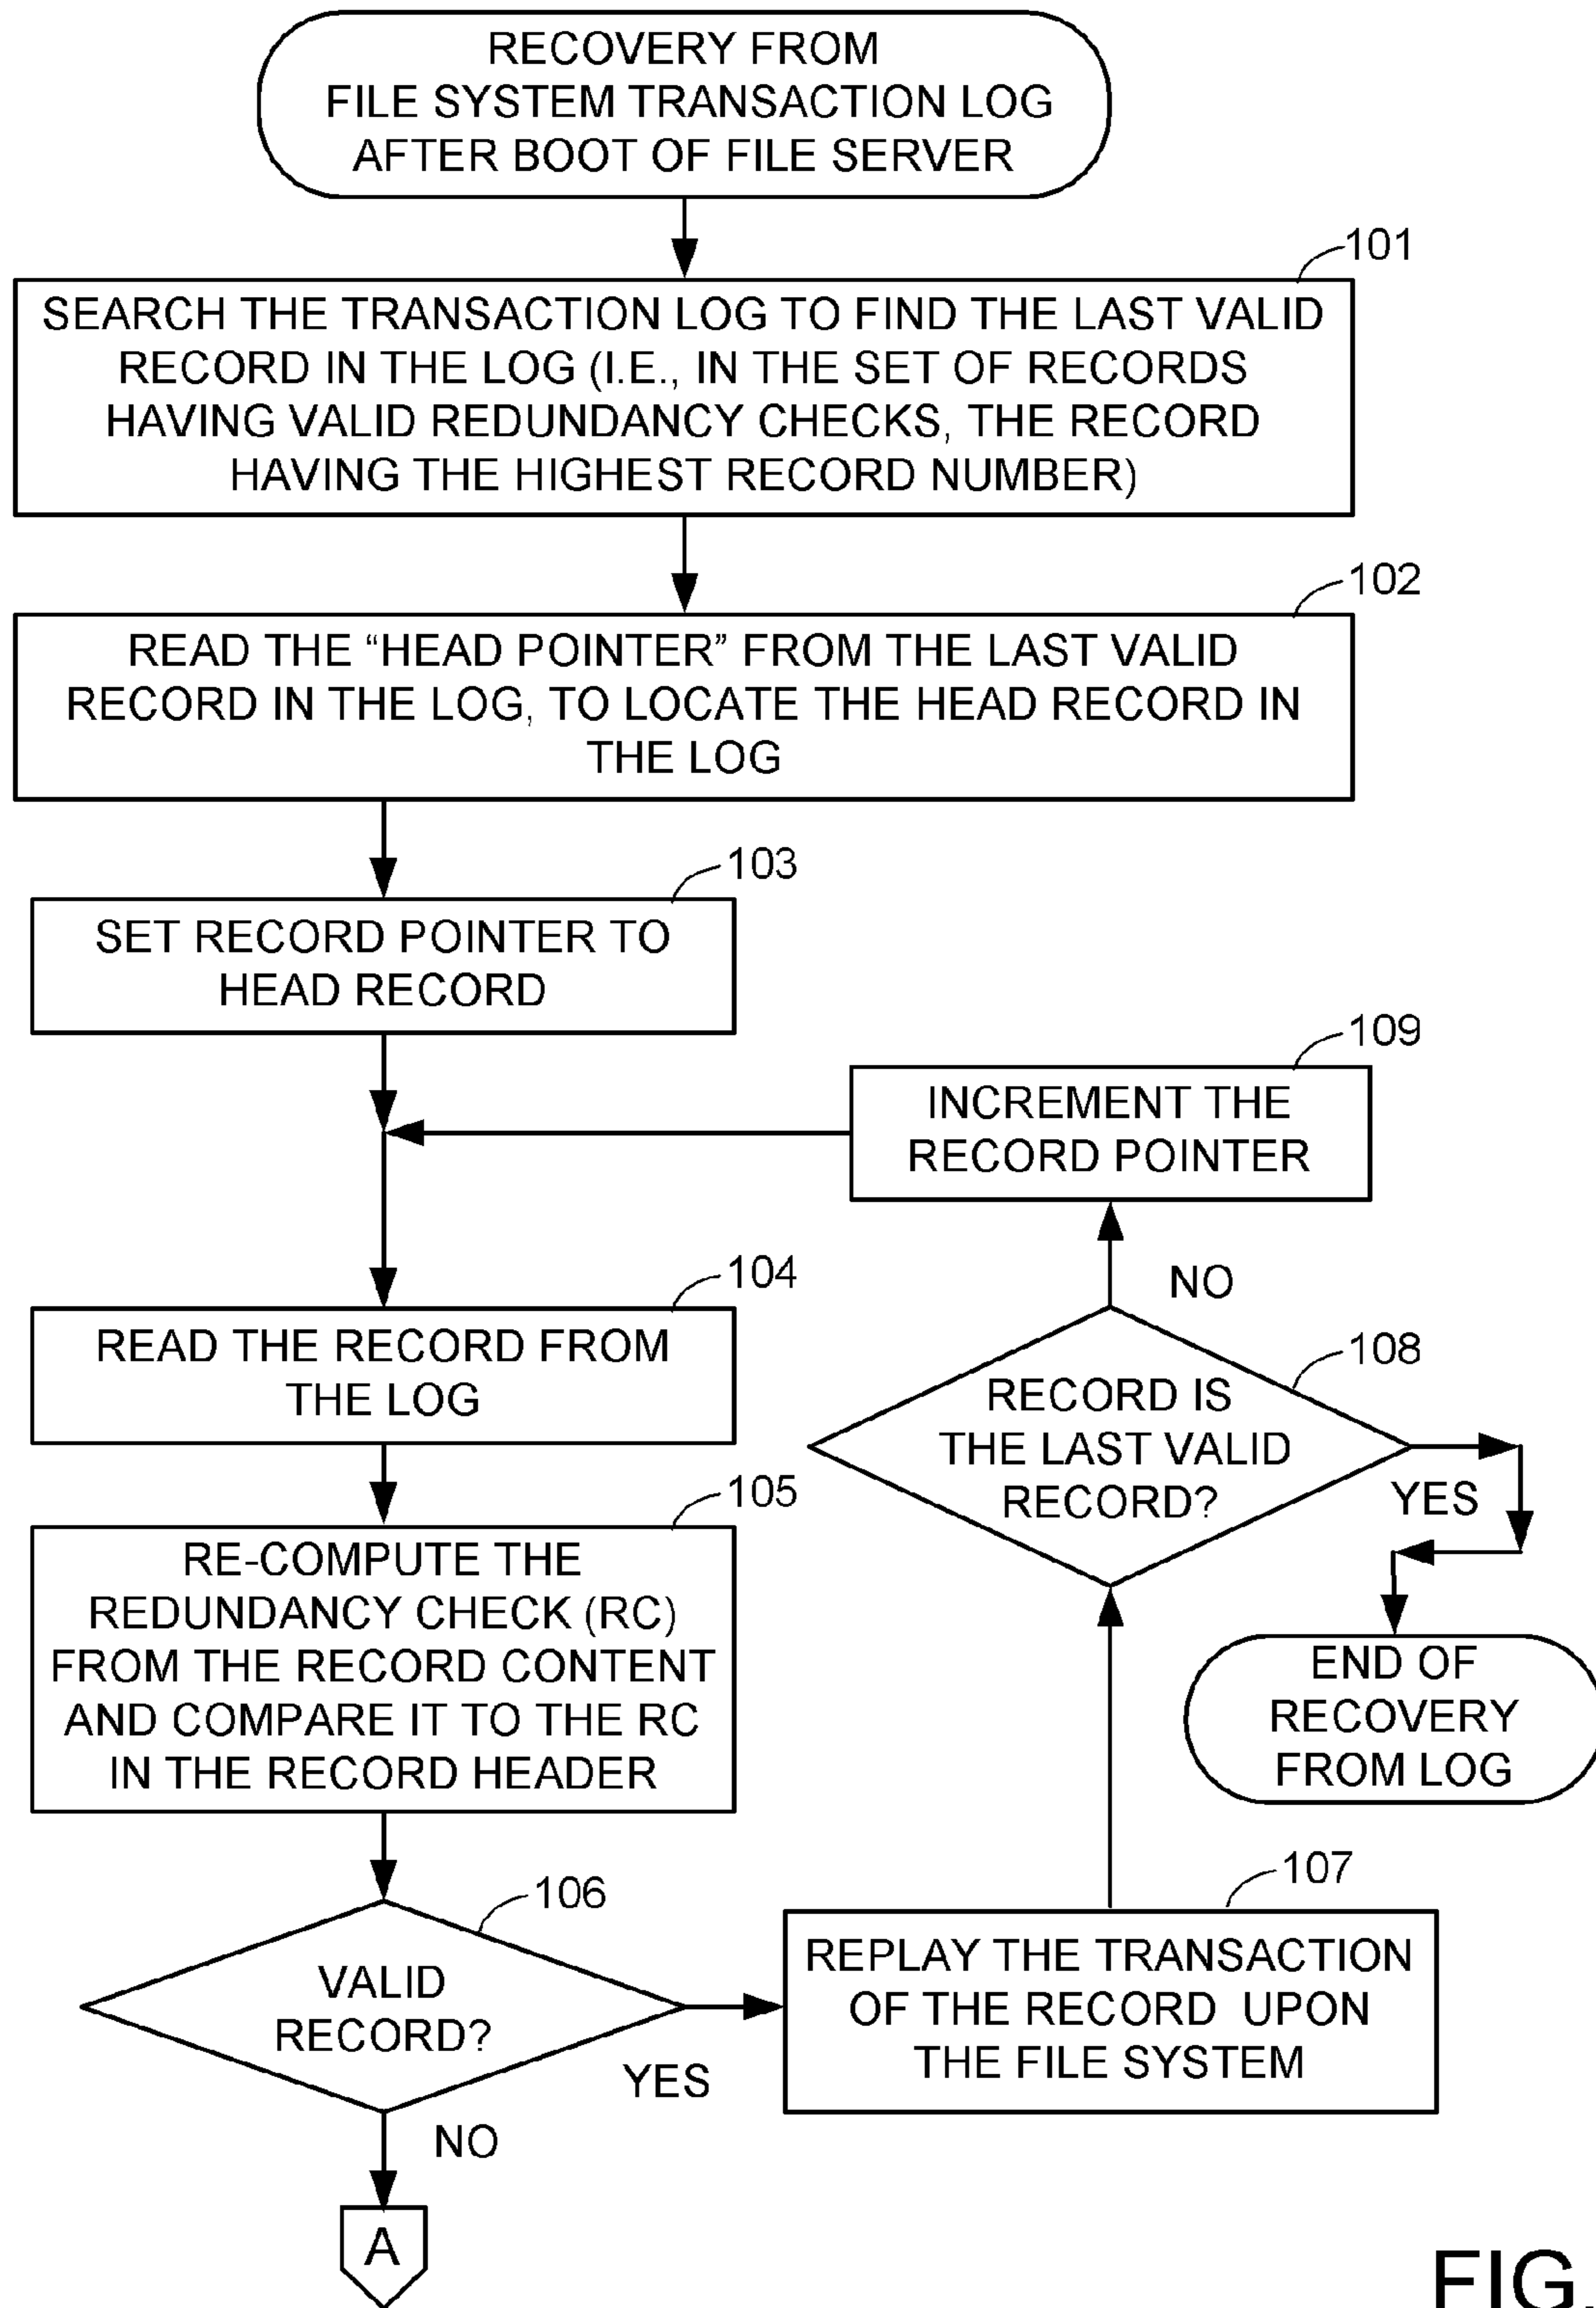 RECOVERY FROM
FILE SYSTEM TRANSACTION LOG
AFTER BOOT OF FILE SERVER
101
SEARCH THE TRANSACTION LOG TO FIND THE LAST VALID
RECORD IN THE LOG (I.E., IN THE SET OF RECORDS
HAVING VALID REDUNDANCY CHECKS, THE RECORD
HAVING THE HIGHEST RECORD NUMBER)
102
READ THE “HEAD POINTER” FROM THE LAST VALID
RECORD IN THE LOG, TO LOCATE THE HEAD RECORD IN
THE LOG
103
SET RECORD POINTER TO
HEAD RECORD
109
INCREMENT THE
RECORD POINTER
104
READ THE RECORD FROM
THE LOG
NO
108
RECORD IS
THE LAST VALID
RECORD?
YES
105
RE-COMPUTE THE
REDUNDANCY CHECK (RC)
FROM THE RECORD CONTENT
AND COMPARE IT TO THE RC
IN THE RECORD HEADER
END OF
RECOVERY
FROM LOG
106
VALID
RECORD?
YES
107
REPLAY THE TRANSACTION
OF THE RECORD UPON
THE FILE SYSTEM
NO
A
FIG.